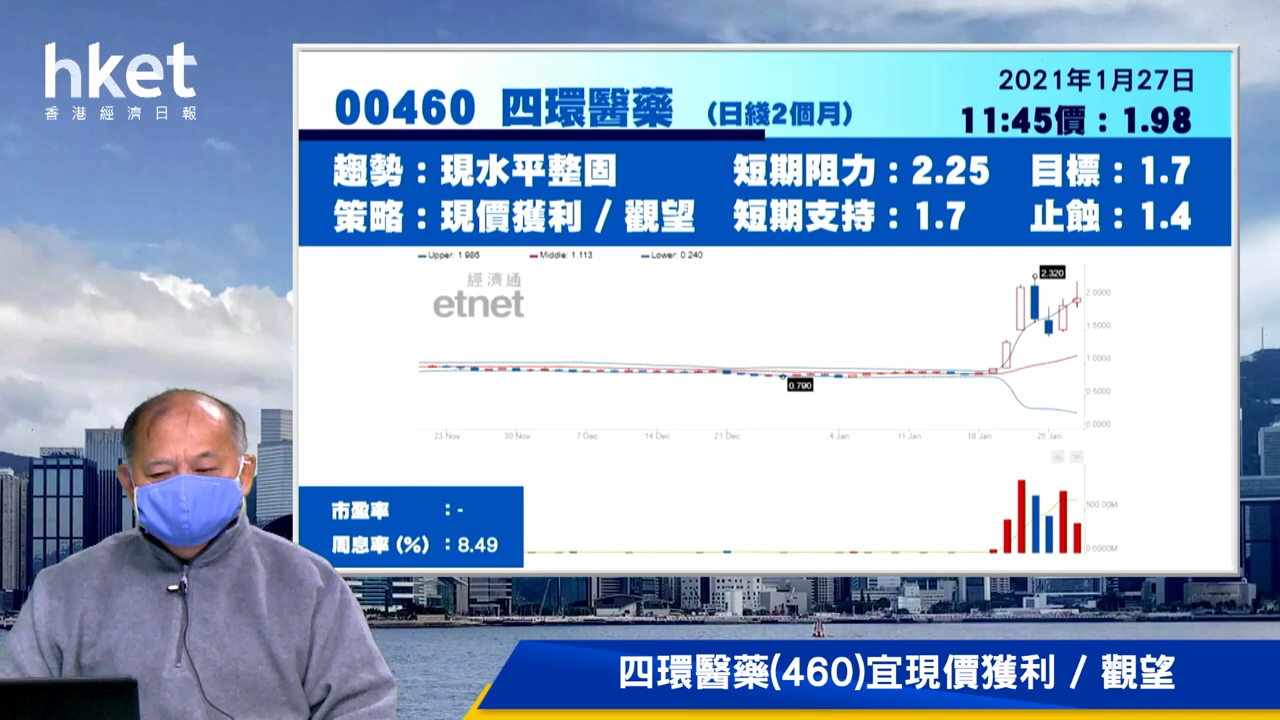 hket
香港經濟日報
00460 四環醫藥 (日綫2個月)
2021年1月27日
11:45價：1.98
趨勢：現水平整固 短期阻力：2.25 目標：1.7
策略：現價獲利 / 觀望 短期支持：1.7 止蝕：1.4
Upper: 1.986 Middle: 1.113 Lower: 0.240
經濟通
etnet
2.320
2.0000
1.5000
1.0000
0.790
0.5000
0.0000
23 Nov 30 Nov 7 Dec 14 Dec 21 Dec 4 Jan 11 Jan 18 Jan 25 Jan
500.00M
0.0000M
市盈率 ：-
周息率 (%) ：8.49
四環醫藥(460)宜現價獲利 / 觀望